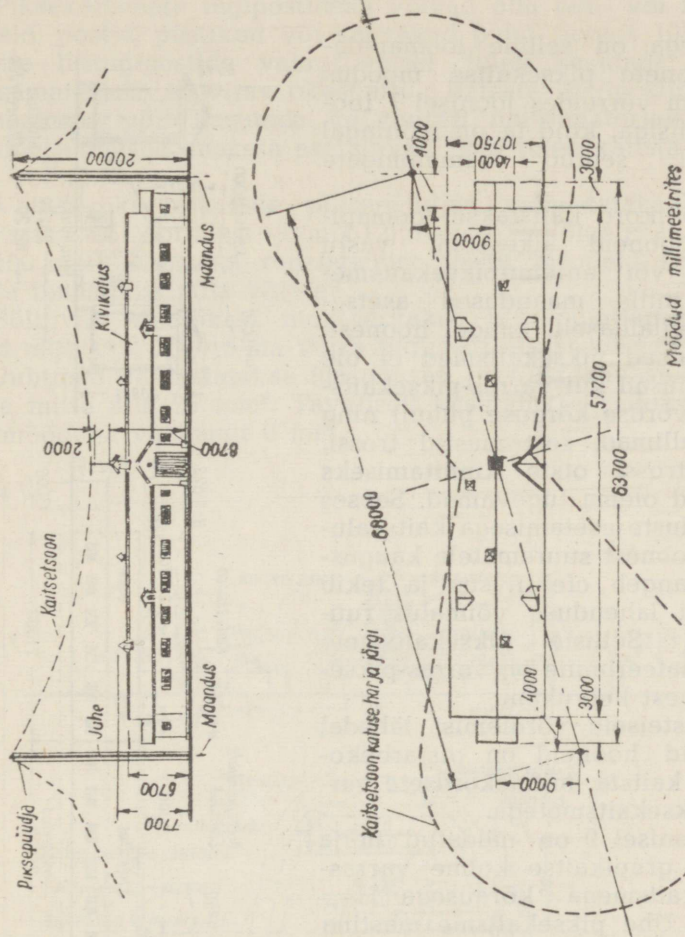 Piksepüüdja
Kaitsetsoon
Juhe
Kivikatus
20000
2000
8700
7700
6700
Maandus
Maandus
Kaitsetsoon katuse harja järgi
68000
4000
9000
10750
4600
3000
4000
9000
3000
57700
63700
Mõõdud millimeetrites